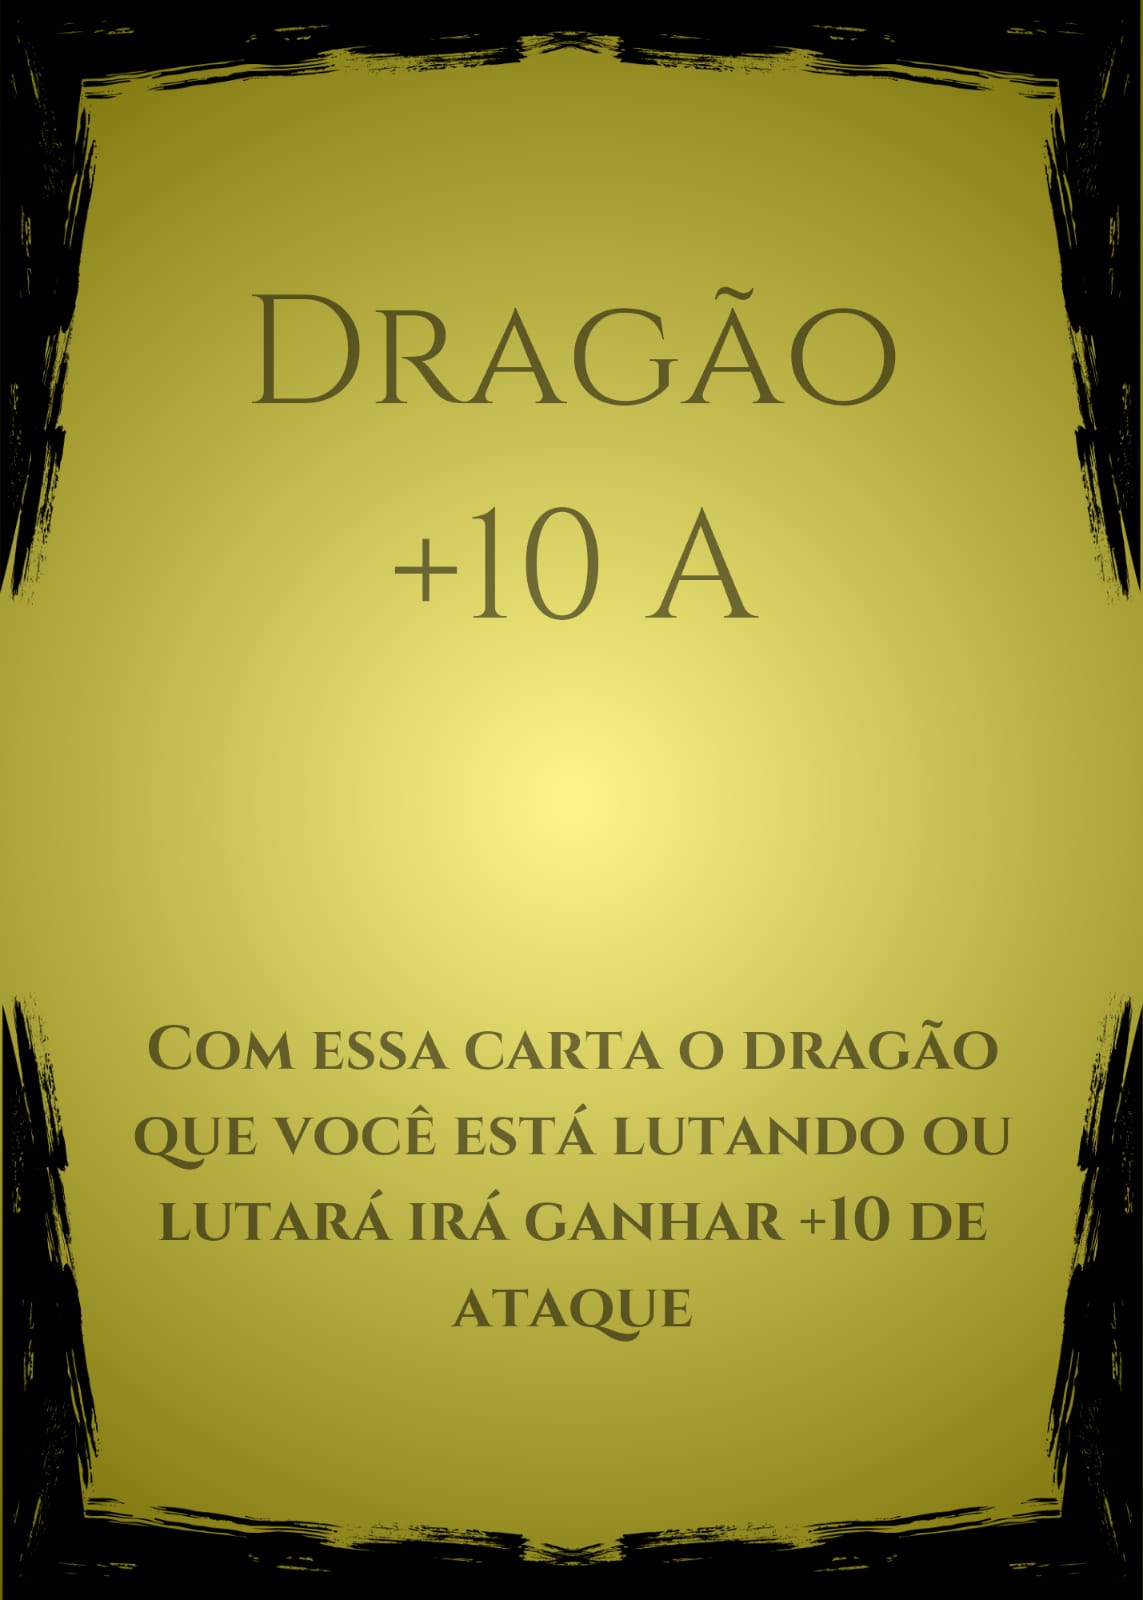 Dragão
+10 A
Com essa carta o dragão
que você está lutando ou
lutará irá ganhar +10 de
ataque